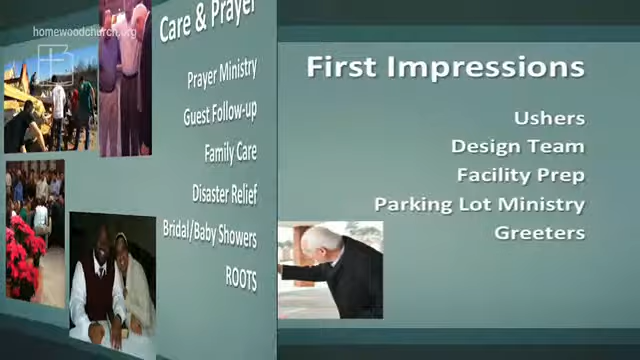 homewoodchurch.org
Care & Prayer
Prayer Ministry
Guest Follow-up
Family Care
Disaster Relief
Bridal/Baby Showers
ROOTS
First Impressions
Ushers
Design Team
Facility Prep
Parking Lot Ministry
Greeters